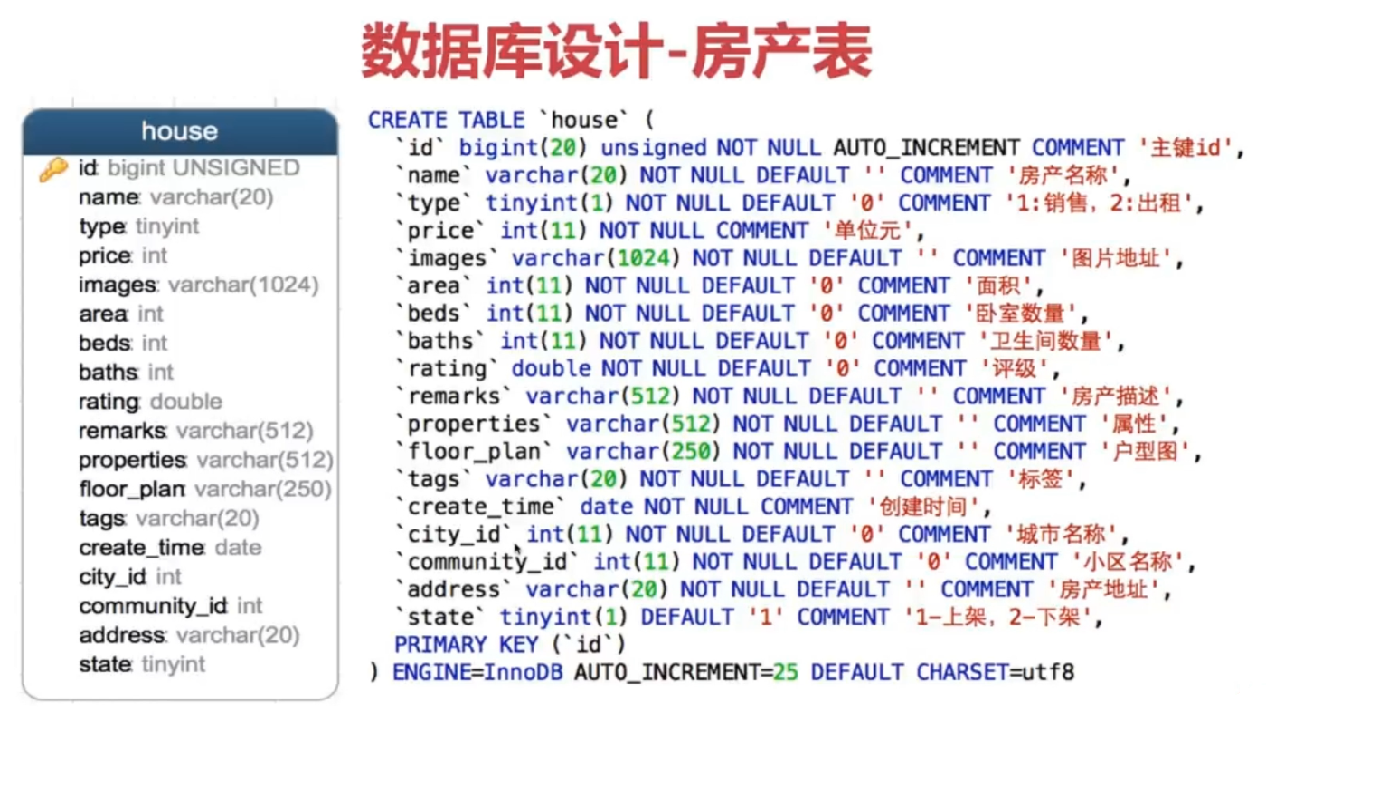 数据库设计-房产表
house
id: bigint UNSIGNED
name: varchar(20)
type: tinyint
price: int
images: varchar(1024)
area: int
beds: int
baths: int
rating: double
remarks: varchar(512)
properties: varchar(512)
floor_plan: varchar(250)
tags: varchar(20)
create_time: date
city_id: int
community_id: int
address: varchar(20)
state: tinyint
CREATE TABLE `house` (
`id` bigint(20) unsigned NOT NULL AUTO_INCREMENT COMMENT '主键id',
`name` varchar(20) NOT NULL DEFAULT '' COMMENT '房产名称',
`type` tinyint(1) NOT NULL DEFAULT '0' COMMENT '1:销售，2:出租',
`price` int(11) NOT NULL COMMENT '单位元',
`images` varchar(1024) NOT NULL DEFAULT '' COMMENT '图片地址',
`area` int(11) NOT NULL DEFAULT '0' COMMENT '面积',
`beds` int(11) NOT NULL DEFAULT '0' COMMENT '卧室数量',
`baths` int(11) NOT NULL DEFAULT '0' COMMENT '卫生间数量',
`rating` double NOT NULL DEFAULT '0' COMMENT '评级',
`remarks` varchar(512) NOT NULL DEFAULT '' COMMENT '房产描述',
`properties` varchar(512) NOT NULL DEFAULT '' COMMENT '属性',
`floor_plan` varchar(250) NOT NULL DEFAULT '' COMMENT '户型图',
`tags` varchar(20) NOT NULL DEFAULT '' COMMENT '标签',
`create_time` date NOT NULL COMMENT '创建时间',
`city_id` int(11) NOT NULL DEFAULT '0' COMMENT '城市名称',
`community_id` int(11) NOT NULL DEFAULT '0' COMMENT '小区名称',
`address` varchar(20) NOT NULL DEFAULT '' COMMENT '房产地址',
`state` tinyint(1) DEFAULT '1' COMMENT '1-上架，2-下架',
PRIMARY KEY (`id`)
) ENGINE=InnoDB AUTO_INCREMENT=25 DEFAULT CHARSET=utf8